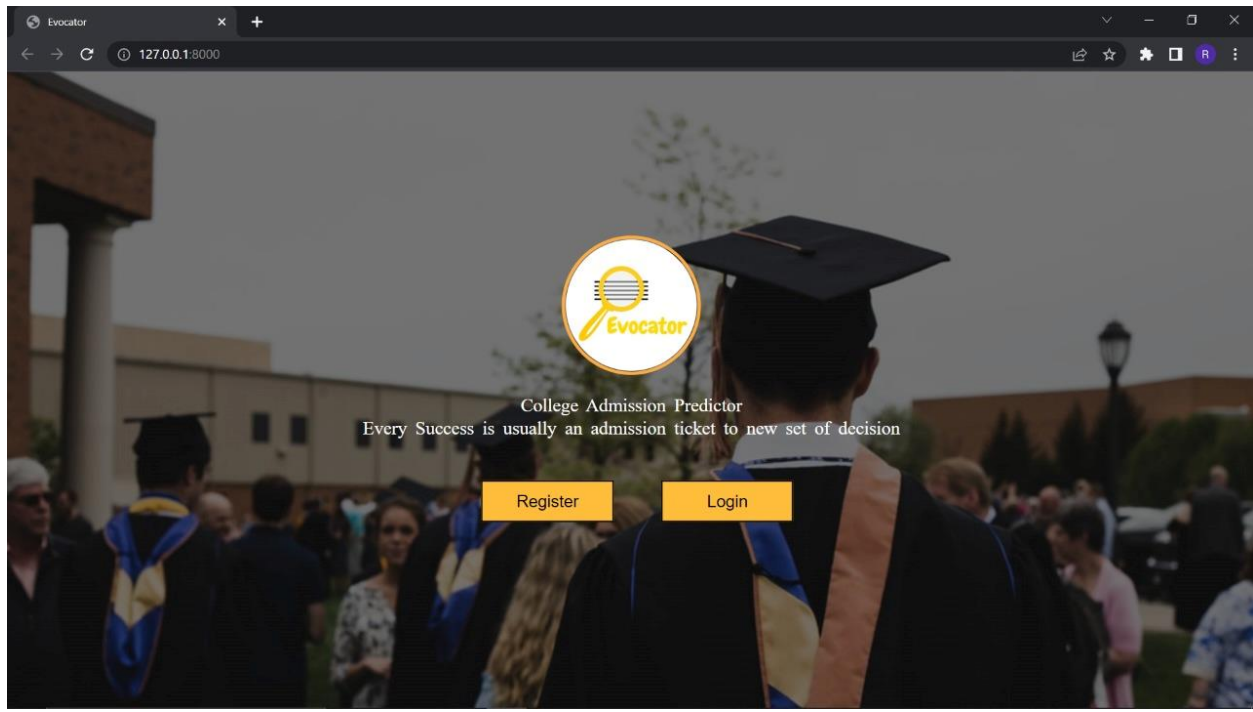 Evocator
127.0.0.1:8000
R
Evocator
College Admission Predictor
Every Success is usually an admission ticket to new set of decision
Register
Login